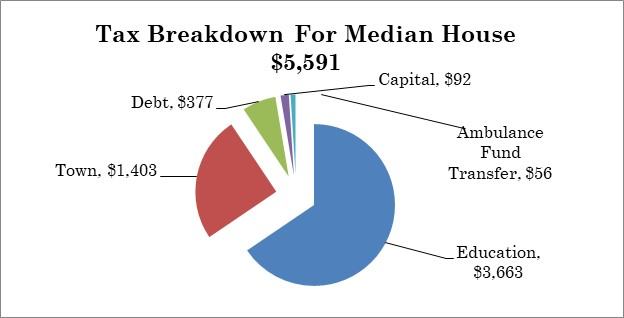 Tax Breakdown For Median House
$5,591
Capital, $92
Debt, $377
Ambulance
Fund
Transfer, $56
Town, $1,403
Education,
$3,663